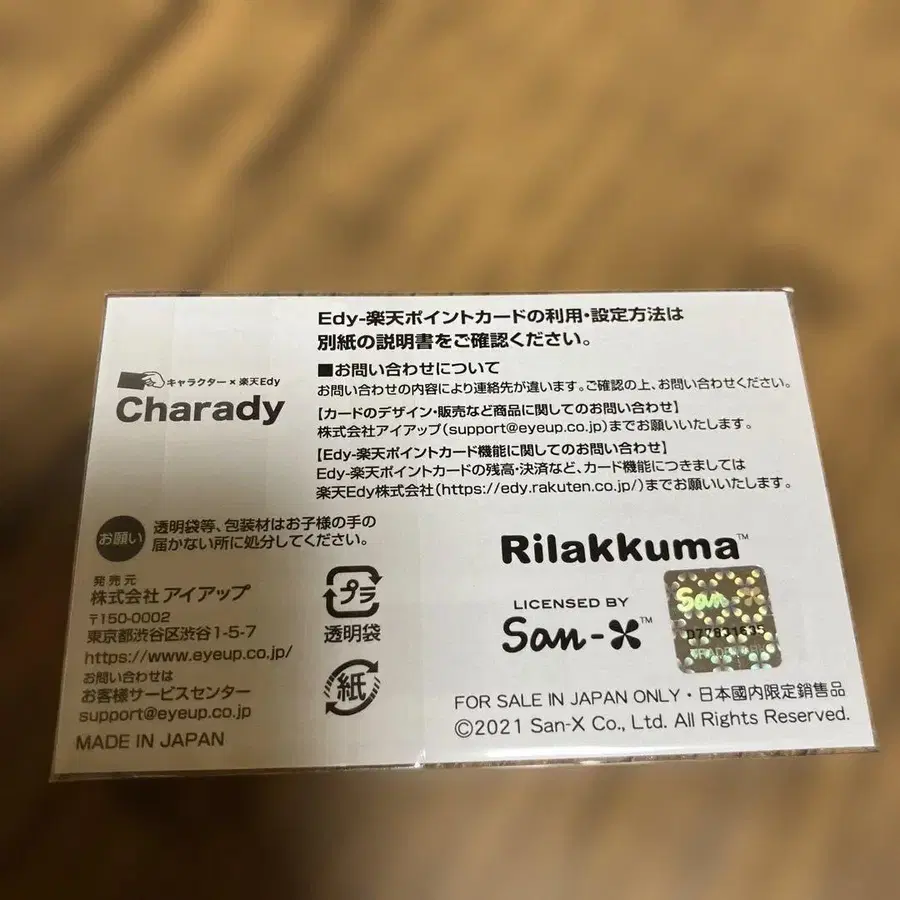 Edy-楽天ポイントカードの利用・設定方法は
別紙の説明書をご確認ください。
■お問い合わせについて
お問い合わせの内容により連絡先が違います。ご確認の上、お問い合わせください。
【カードのデザイン・販売など商品に関してのお問い合わせ】
株式会社アイアップ(support@eyeup.co.jp)までお願いいたします。
【Edy-楽天ポイントカード機能に関してのお問い合わせ】
Edy-楽天ポイントカードの残高・決済など、カード機能につきましては
楽天Edy株式会社(https://edy.rakuten.co.jp/)までお願いいたします。
キャラクター×楽天Edy
Charady
お願い
透明袋等、包装材はお子様の手の
届かない所に処分してください。
発売元
株式会社 アイアップ
〒150-0002
東京都渋谷区渋谷1-5-7
https://www.eyeup.co.jp/
お問い合わせは
お客様サービスセンター
support@eyeup.co.jp
MADE IN JAPAN
プラ
透明袋
紙
Rilakkuma™
LICENSED BY
San-X™
San-X
D77831635
FOR SALE IN JAPAN ONLY・日本國内限定銷售品
©2021 San-X Co., Ltd. All Rights Reserved.